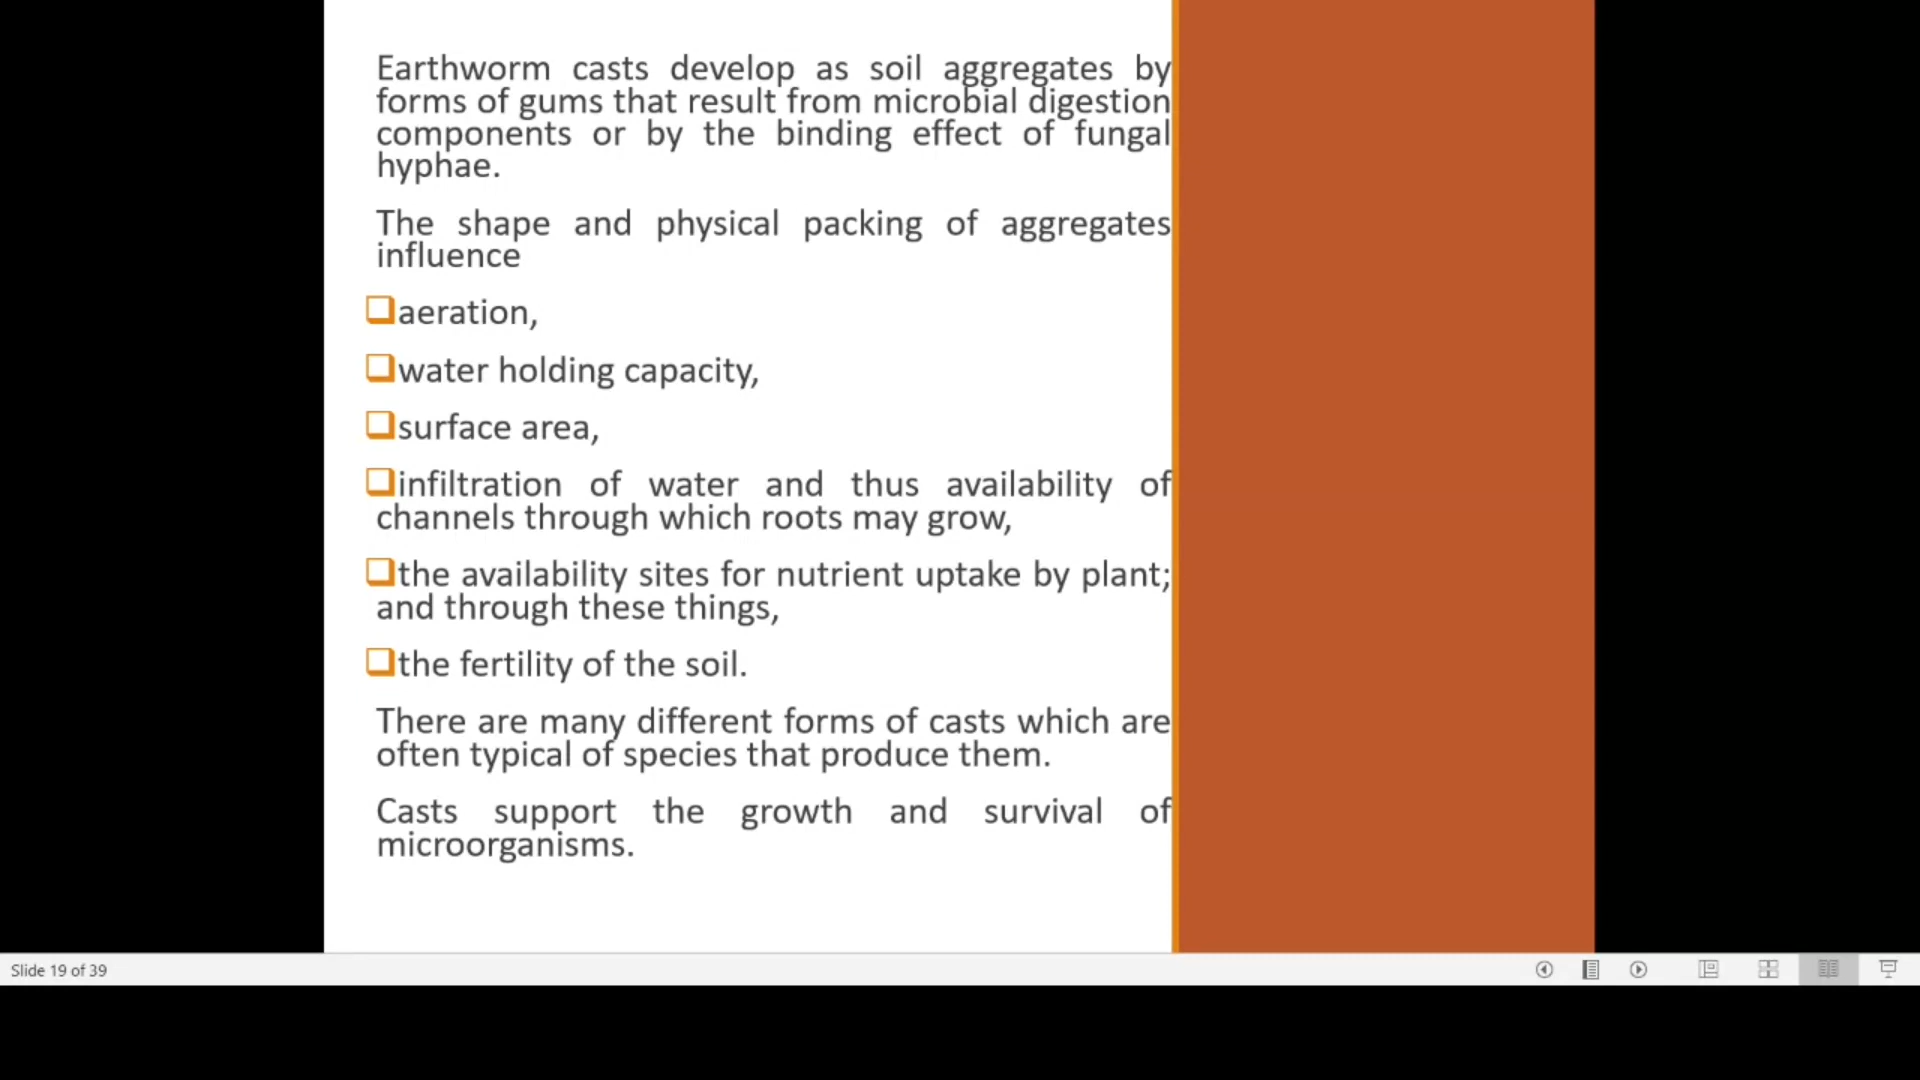 Earthworm casts develop as soil aggregates by
forms of gums that result from microbial digestion
components or by the binding effect of fungal
hyphae.
The shape and physical packing of aggregates
influence
aeration,
water holding capacity,
surface area,
infiltration of water and thus availability of
channels through which roots may grow,
the availability sites for nutrient uptake by plant;
and through these things,
the fertility of the soil.
There are many different forms of casts which are
often typical of species that produce them.
Casts support the growth and survival of
microorganisms.
Slide 19 of 39